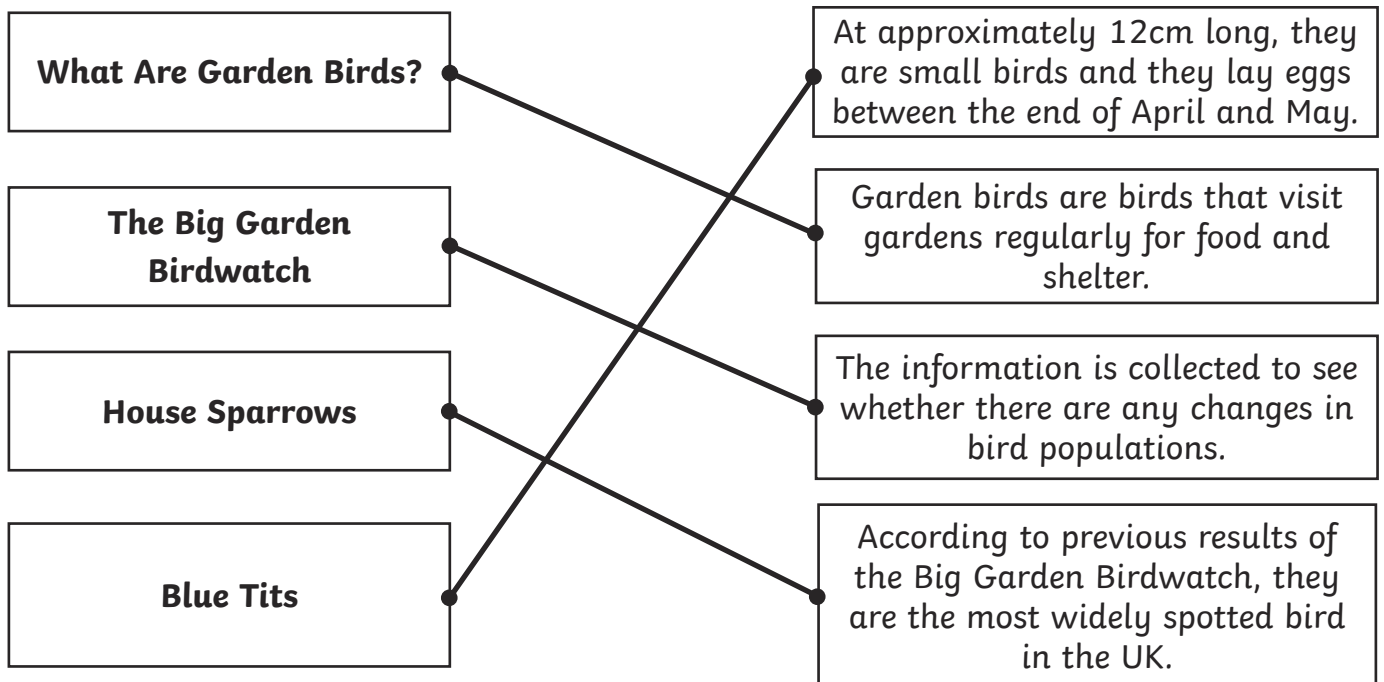 What Are Garden Birds?
The Big Garden
Birdwatch
House Sparrows
Blue Tits
At approximately 12cm long, they
are small birds and they lay eggs
between the end of April and May.
Garden birds are birds that visit
gardens regularly for food and
shelter.
The information is collected to see
whether there are any changes in
bird populations.
According to previous results of
the Big Garden Birdwatch, they
are the most widely spotted bird
in the UK.